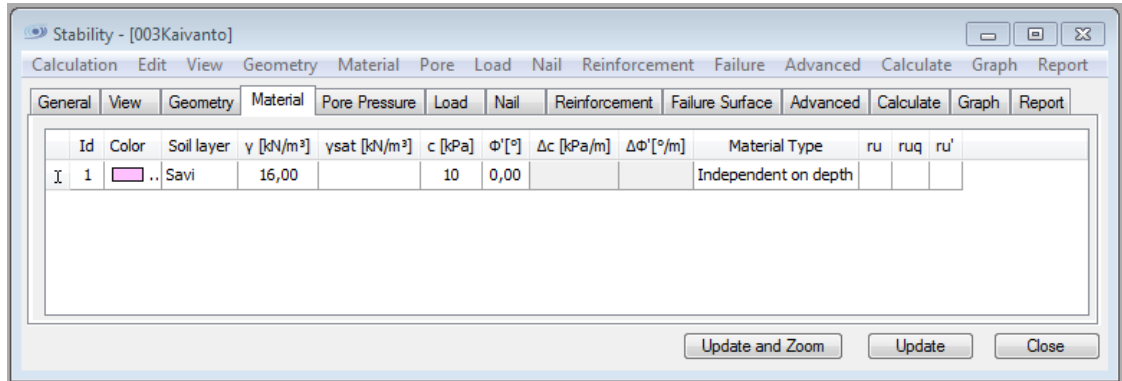 Stability - [003Kaivanto]
Calculation Edit View Geometry Material Pore Load Nail Reinforcement Failure Advanced Calculate Graph Report
General View Geometry Material Pore Pressure Load Nail Reinforcement Failure Surface Advanced Calculate Graph Report
Id Color Soil layer γ [kN/m³] γsat [kN/m³] c [kPa] Φ'[°] Δc [kPa/m] ΔΦ'[°/m] Material Type ru ruq ru'
1 .. Savi 16,00 10 0,00 Independent on depth
Update and Zoom Update Close